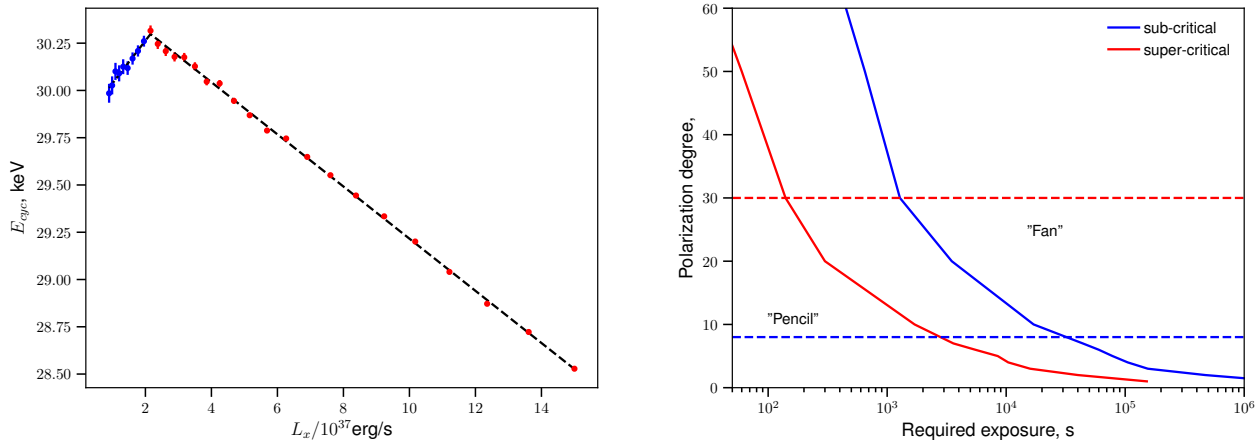 30.25
30.00
29.75
29.50
29.25
29.00
28.75
28.50
E_{cyc}, keV
2 4 6 8 10 12 14
L_x/10^{37}erg/s
60
50
40
30
20
10
0
Polarization degree,
sub-critical
super-critical
"Fan"
"Pencil"
10^2 10^3 10^4 10^5 10^6
Required exposure, s